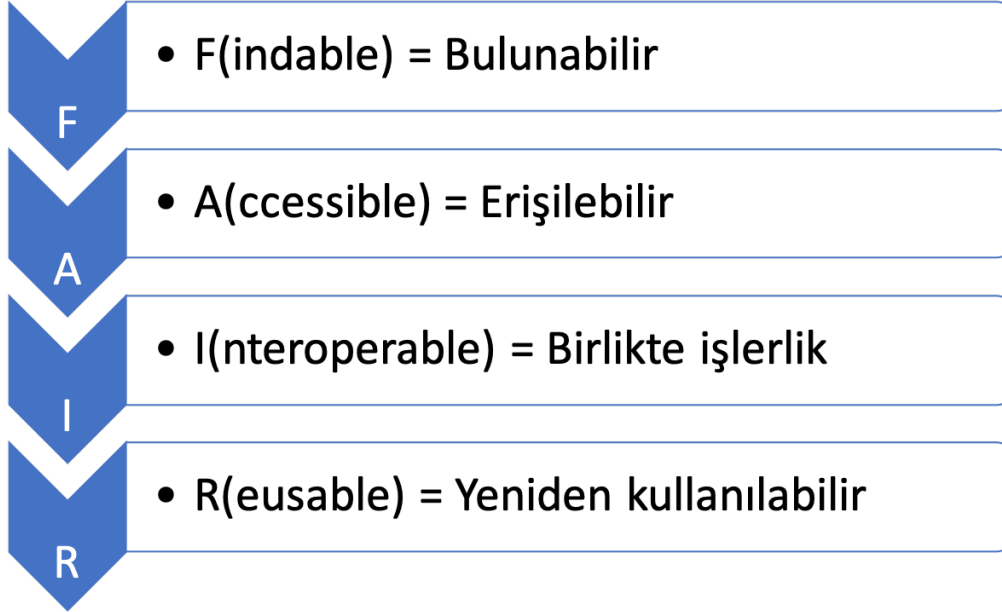 • F(indable) = Bulunabilir
F
• A(ccessible) = Erişilebilir
A
• I(nteroperable) = Birlikte işlerlik
I
• R(eusable) = Yeniden kullanılabilir
R